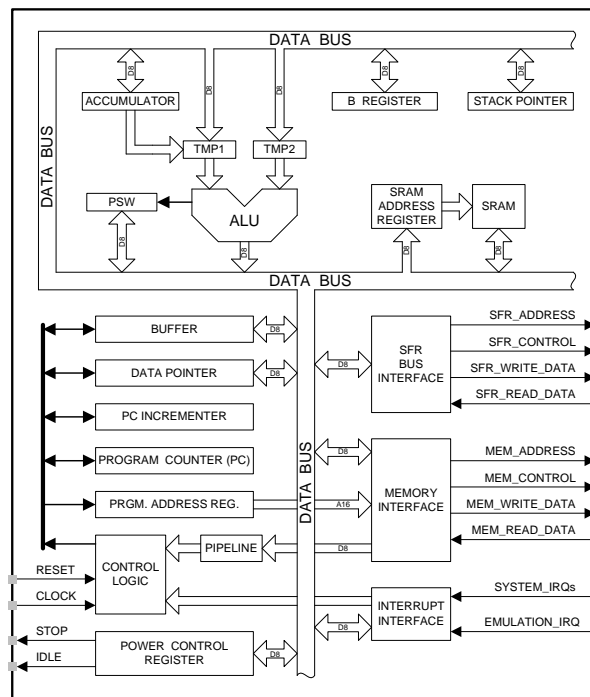 DATA BUS
D8
D8
D8
D8
D8
ACCUMULATOR
B REGISTER
STACK POINTER
DATA BUS
TMP1
TMP2
PSW
ALU
SRAM
ADDRESS
REGISTER
SRAM
D8
D8
D8
D8
DATA BUS
BUFFER
D8
DATA POINTER
D8
PC INCREMENTER
PROGRAM COUNTER (PC)
PRGM. ADDRESS REG.
A16
DATA BUS
D8
SFR
BUS
INTERFACE
SFR_ADDRESS
SFR_CONTROL
SFR_WRITE_DATA
SFR_READ_DATA
D8
MEMORY
INTERFACE
MEM_ADDRESS
MEM_CONTROL
MEM_WRITE_DATA
MEM_READ_DATA
CONTROL
LOGIC
PIPELINE
D8
RESET
CLOCK
INTERRUPT
INTERFACE
SYSTEM_IRQs
EMULATION_IRQ
D8
STOP
IDLE
POWER CONTROL
REGISTER
D8